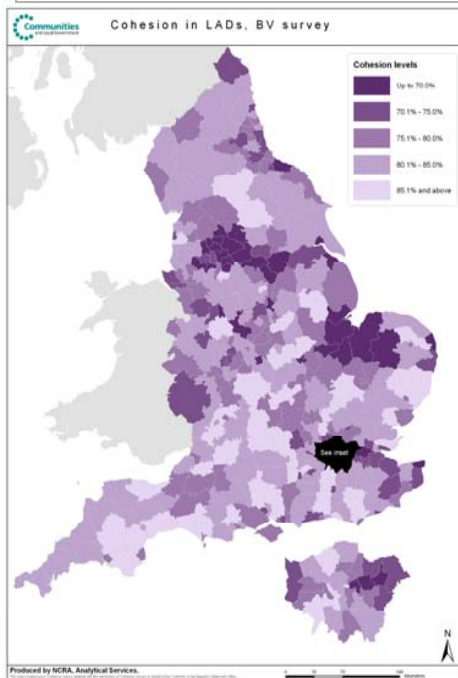 Communities
and Local Government
Cohesion in LADs, BV survey
Cohesion levels
Up to 70.0%
70.1% - 75.0%
75.1% - 80.0%
80.1% - 85.0%
85.1% and above
See inset
N
Produced by NCRA, Analytical Services.